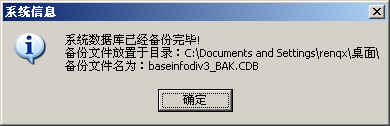 系统信息
系统数据库已经备份完毕!
备份文件放置于目录：C:\Documents and Settings\renqx\桌面\
备份文件名为：baseinfodiv3_BAK.CDB
确定